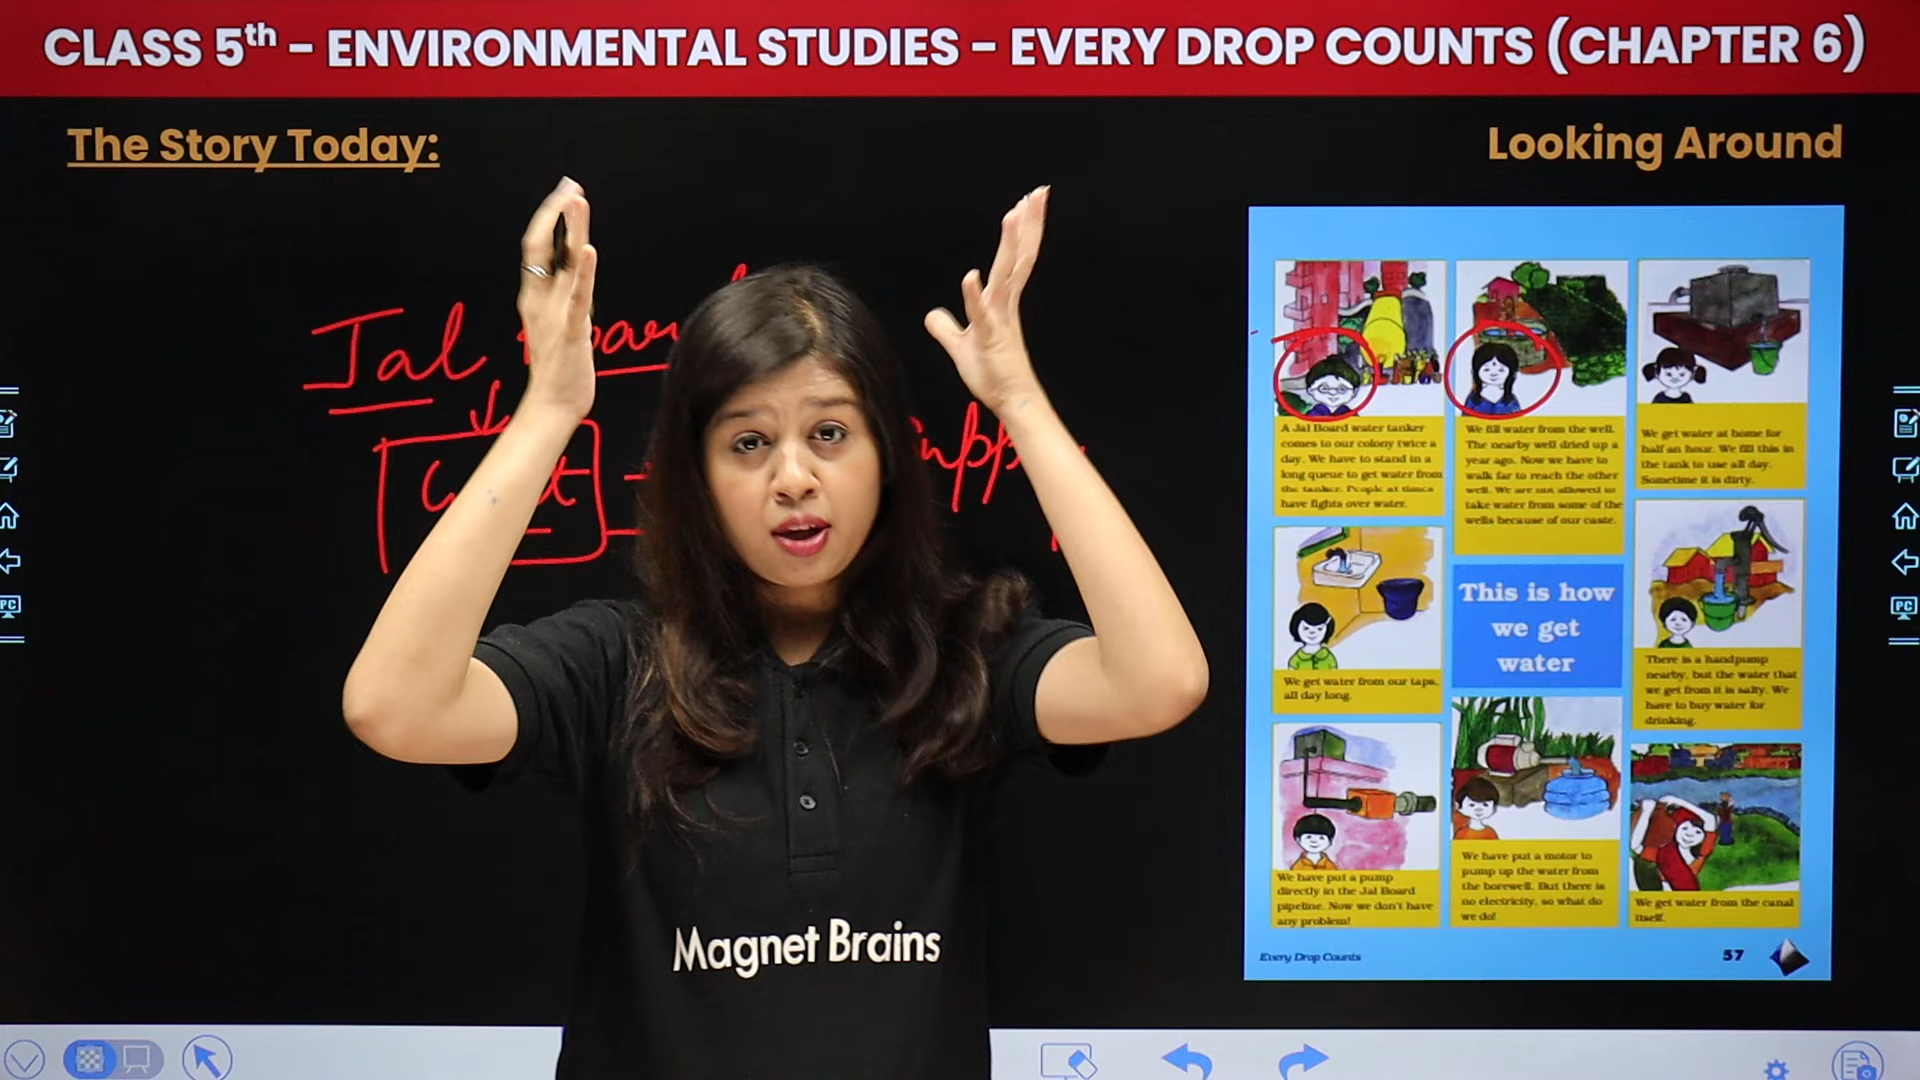 CLASS 5th – ENVIRONMENTAL STUDIES – EVERY DROP COUNTS (CHAPTER 6)
The Story Today:
Looking Around
Jal
A Jal Board water tanker
comes to our colony twice a
day. We have to stand in a
long queue to get water from
the tanker. People at times
have fights over water.
We fill water from the well.
The nearby well dried up a
year ago. Now we have to
walk far to reach the other
well. We are not allowed to
take water from some of the
wells because of our caste.
We get water at home for
half an hour. We fill this in
the tank to use all day.
Sometime it is dirty.
We get water from our taps,
all day long.
This is how
we get
water
There is a handpump
nearby, but the water that
we get from it is salty. We
have to buy water for
drinking.
We have put a pump
directly in the Jal Board
pipeline. Now we don't have
any problem!
We have put a motor to
pump up the water from
the borewell. But there is
no electricity, so what do
we do!
We get water from the canal
itself.
Every Drop Counts
57
Magnet Brains
PC
PC